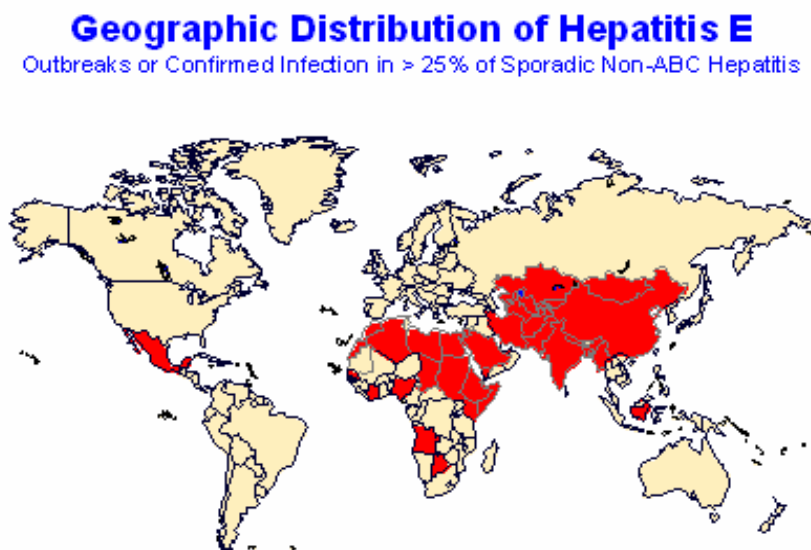 Geographic Distribution of Hepatitis E
Outbreaks or Confirmed Infection in > 25% of Sporadic Non-ABC Hepatitis